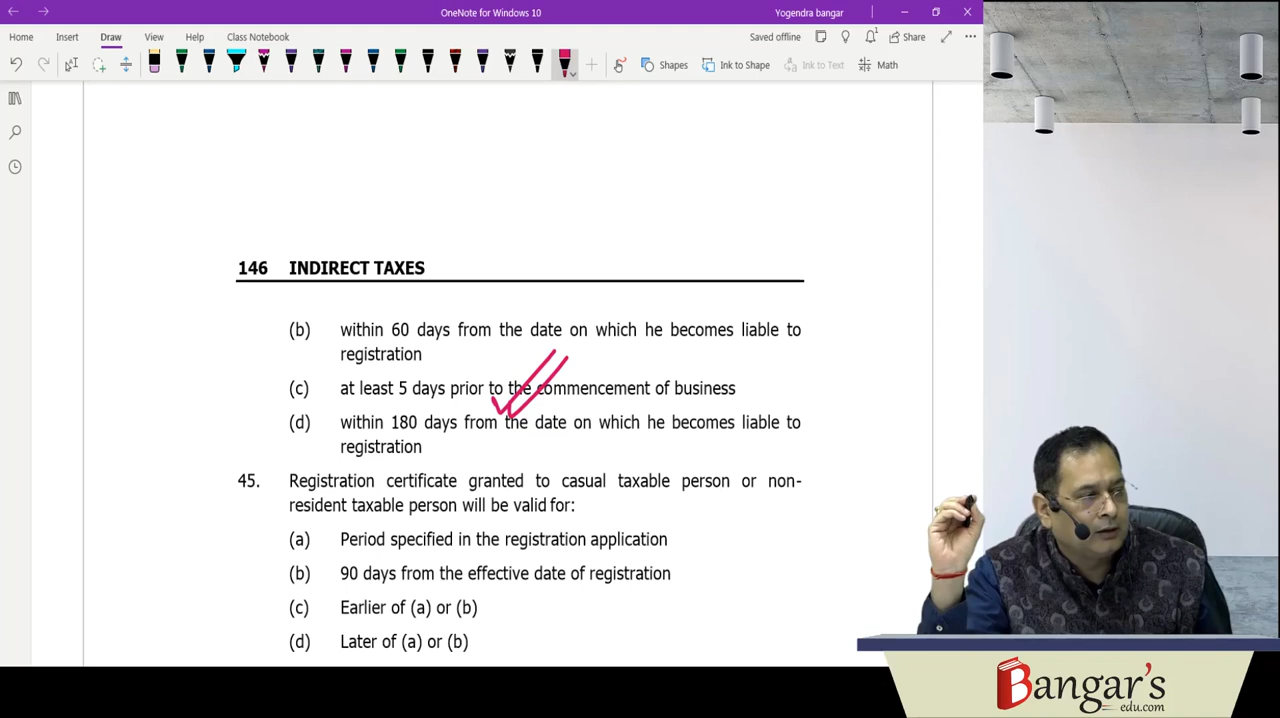 OneNote for Windows 10
Yogendra bangar
Home Insert Draw View Help Class Notebook
Saved offline Share
Shapes Ink to Shape Ink to Text Math
146 INDIRECT TAXES
(b) within 60 days from the date on which he becomes liable to
registration
(c) at least 5 days prior to the commencement of business
(d) within 180 days from the date on which he becomes liable to
registration
45. Registration certificate granted to casual taxable person or non-
resident taxable person will be valid for:
(a) Period specified in the registration application
(b) 90 days from the effective date of registration
(c) Earlier of (a) or (b)
(d) Later of (a) or (b)
Bangar's
edu.com